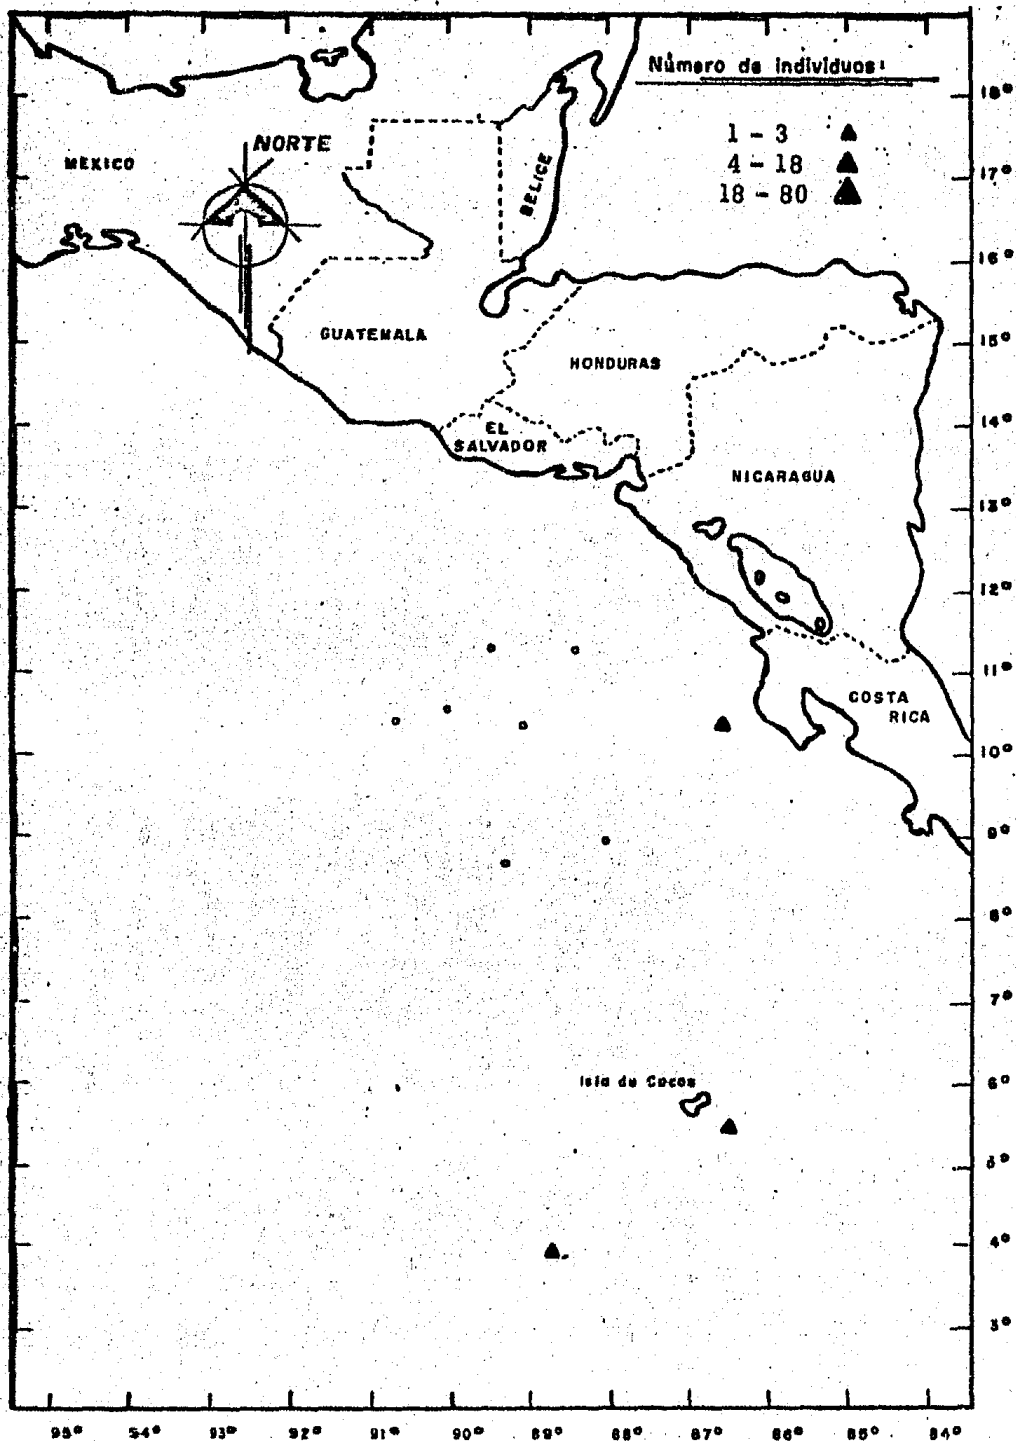 Número de individuos:
1 - 3
4 - 18
18 - 80
NORTE
MEXICO
BELICE
GUATEMALA
HONDURAS
EL
SALVADOR
NICARAGUA
COSTA
RICA
Isla de Cocos
18°
17°
16°
15°
14°
13°
12°
11°
10°
9°
8°
7°
6°
5°
4°
3°
95° 94° 93° 92° 91° 90° 89° 88° 87° 86° 85° 84°